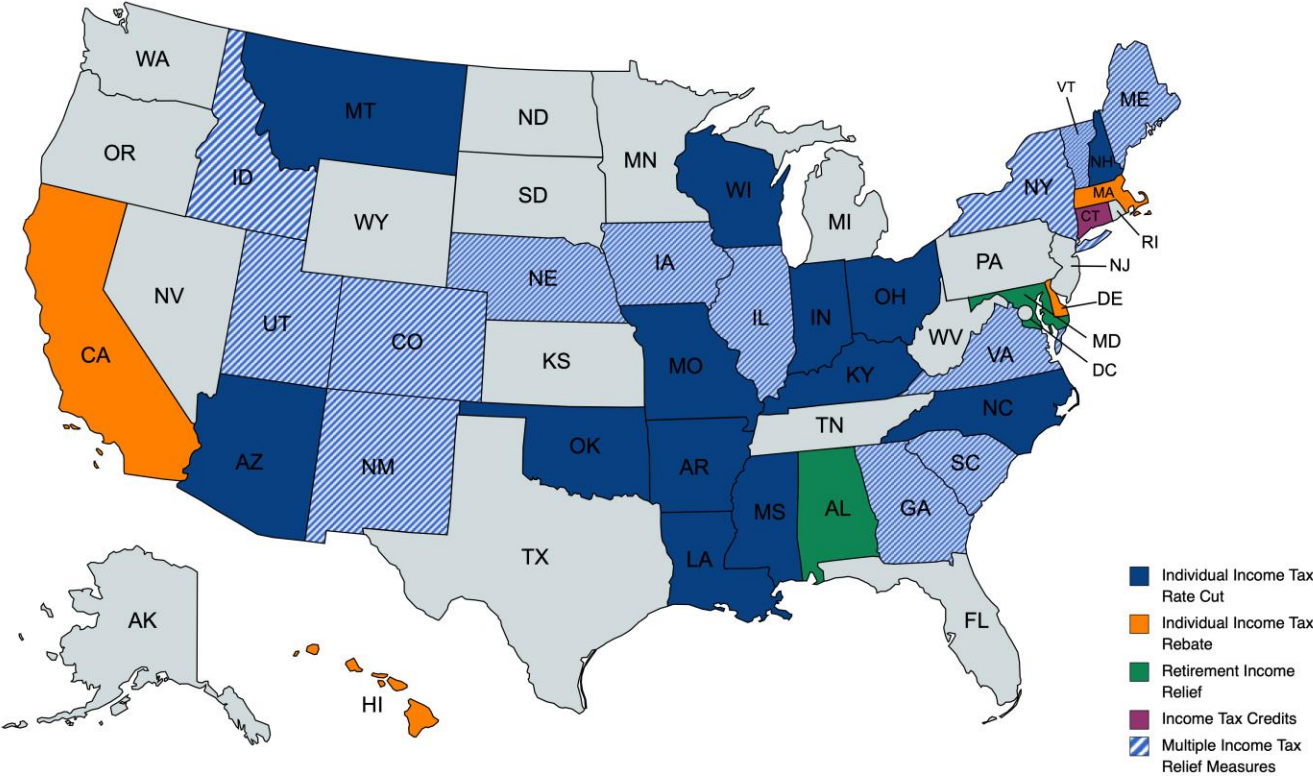 WA
OR
CA
NV
ID
MT
WY
UT
AZ
CO
NM
ND
SD
NE
KS
OK
TX
MN
IA
MO
AR
LA
WI
IL
MI
IN
OH
KY
TN
MS
AL
GA
FL
SC
NC
VA
WV
PA
NY
VT
NH
ME
MA
CT
RI
NJ
DE
MD
DC
AK
HI
Individual Income Tax
Rate Cut
Individual Income Tax
Rebate
Retirement Income
Relief
Income Tax Credits
Multiple Income Tax
Relief Measures